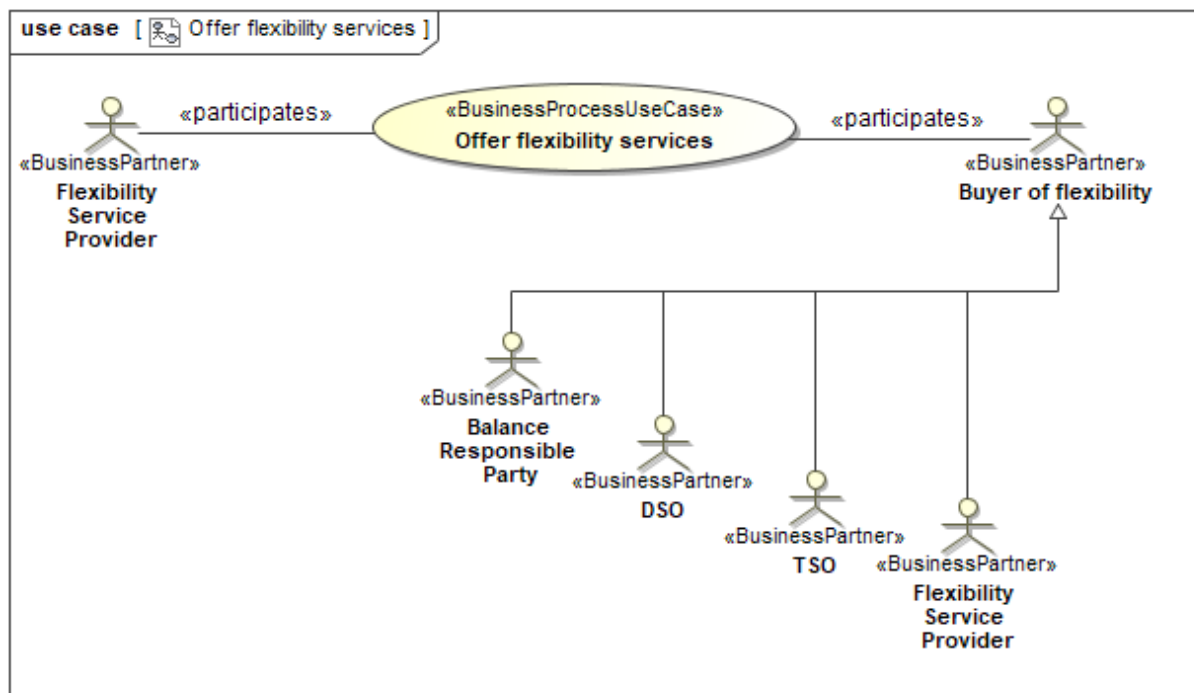 use case [ Offer flexibility services ]
«participates»
«BusinessProcessUseCase»
Offer flexibility services
«participates»
«BusinessPartner»
Flexibility
Service
Provider
«BusinessPartner»
Buyer of flexibility
«BusinessPartner»
Balance
Responsible
Party
«BusinessPartner»
DSO
«BusinessPartner»
TSO
«BusinessPartner»
Flexibility
Service
Provider